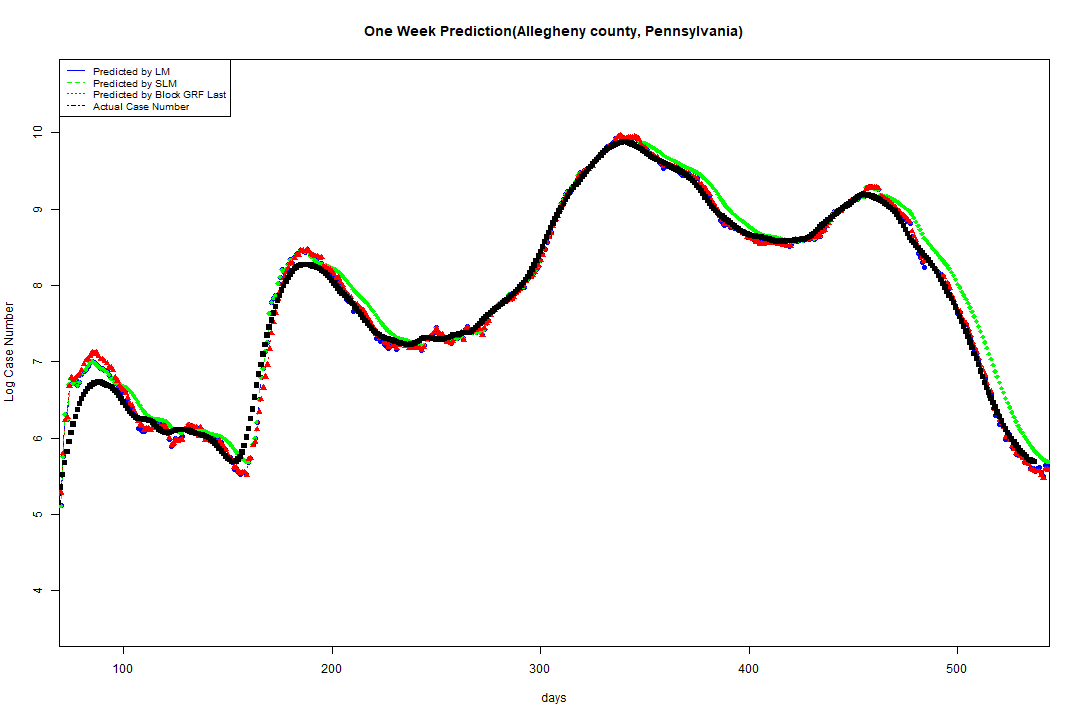 One Week Prediction(Allegheny county, Pennsylvania)
Predicted by LM
Predicted by SLM
Predicted by Block GRF Last
Actual Case Number
Log Case Number
10
9
8
7
6
5
4
100 200 300 400 500
days